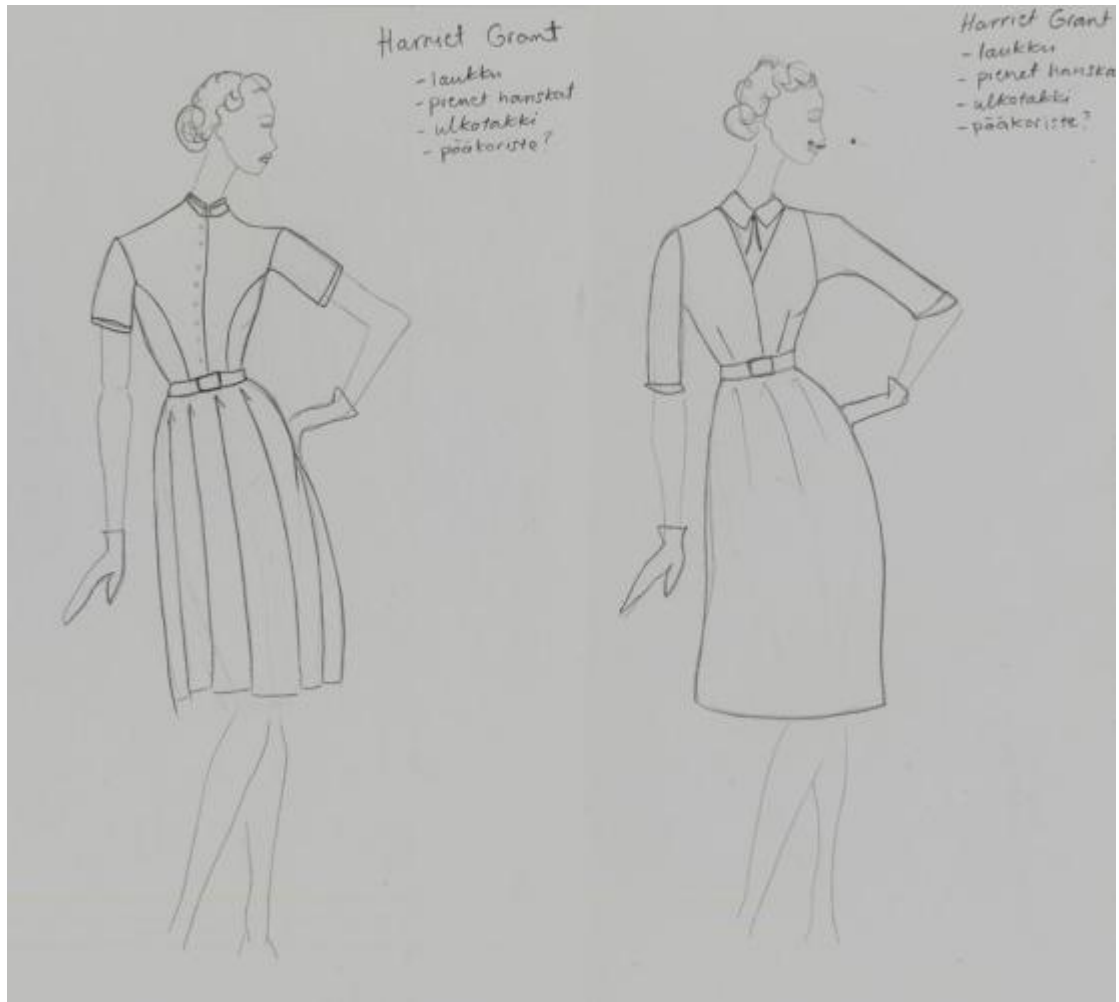 Harriet Grant
- laukku
- pienet hanskat
- ulkotakki
- pääkoriste?
Harriet Grant
- laukku
- pienet hanska
- ulkotakki
- pääkoriste?